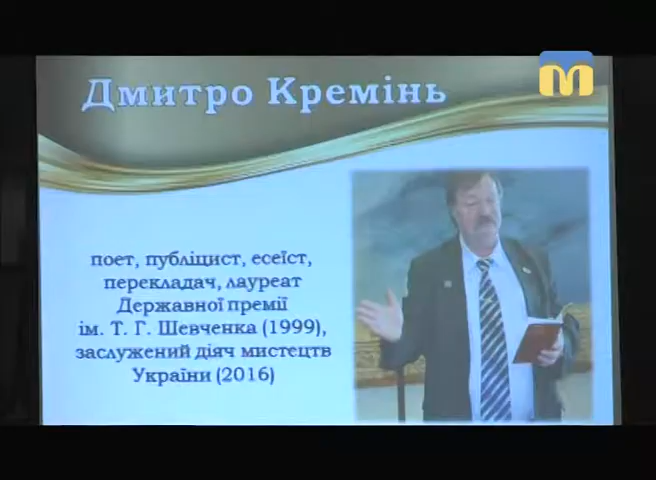 Дмитро Кремінь
поет, публіцист, есеїст,
перекладач, лауреат
Державної премії
ім. Т. Г. Шевченка (1999),
заслужений діяч мистецтв
України (2016)